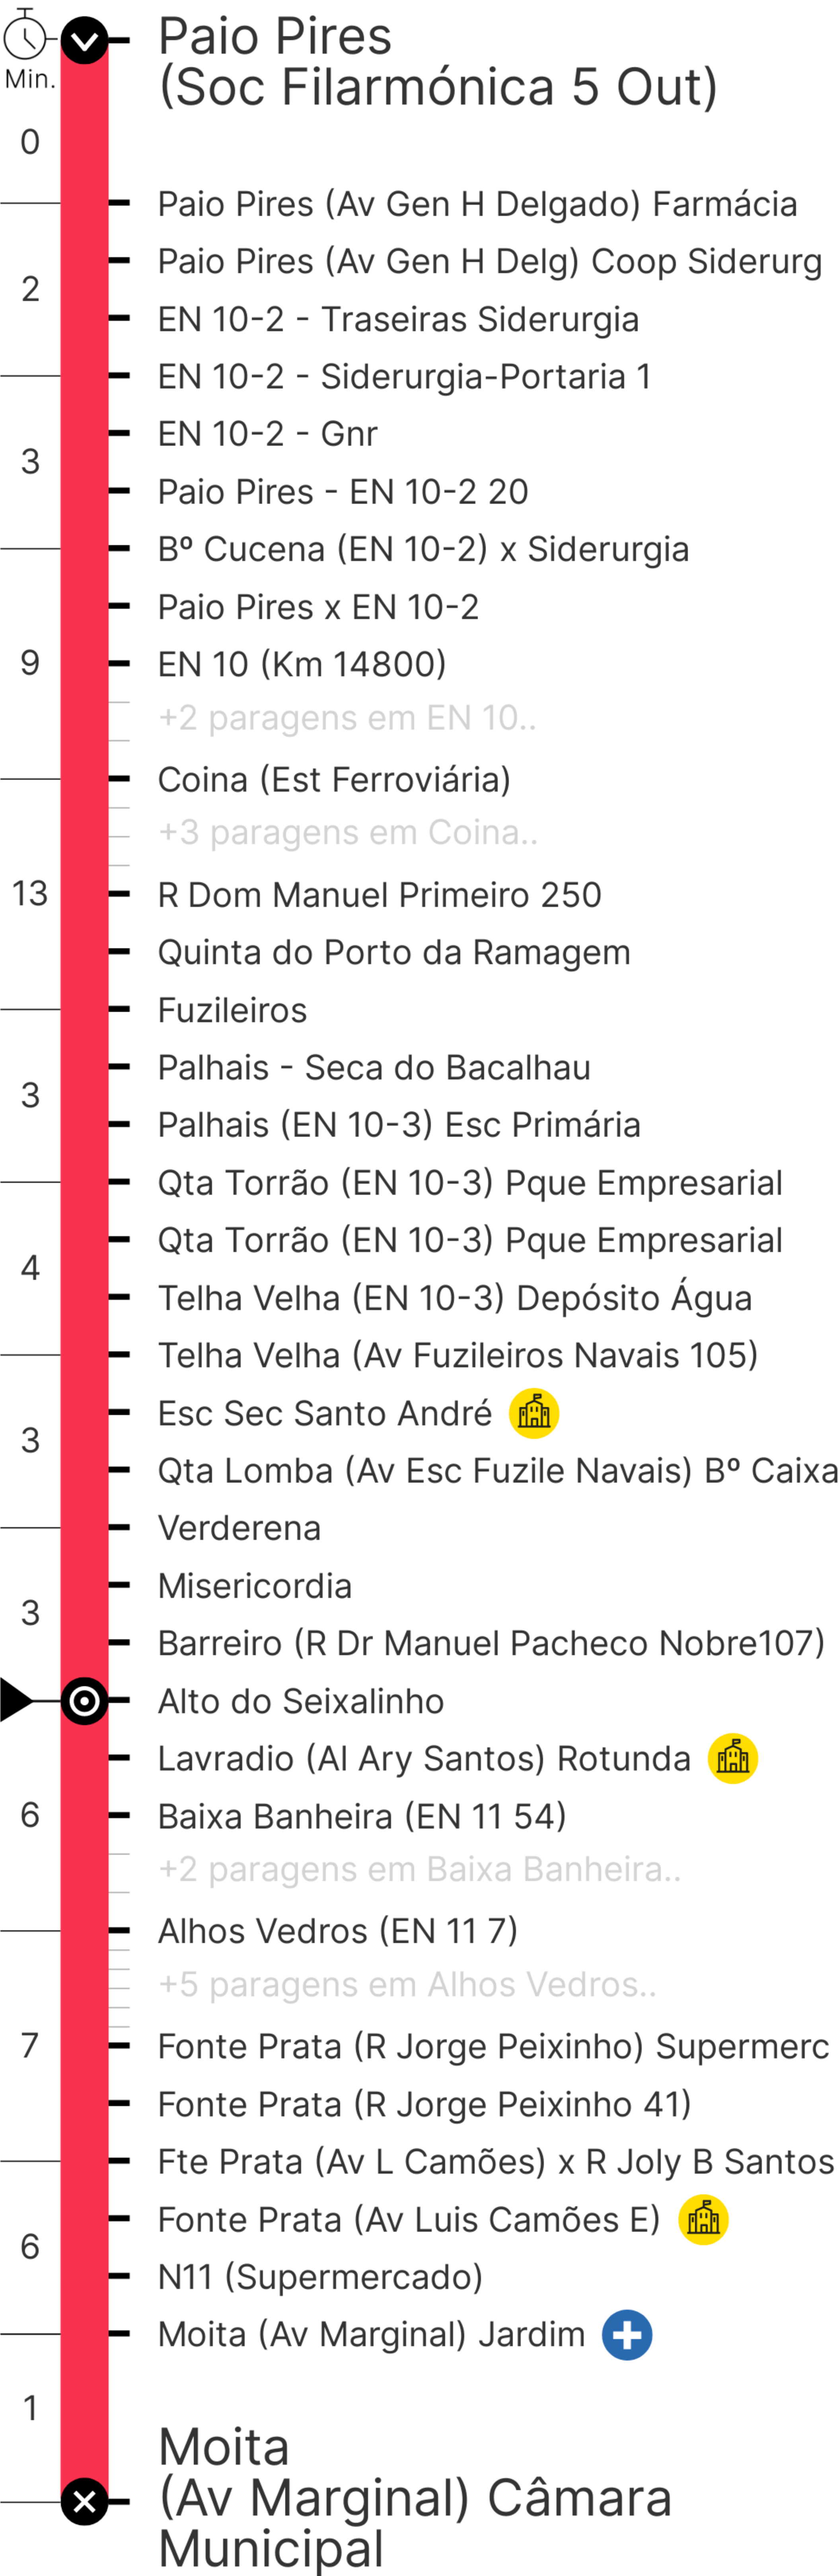 Paio Pires
(Soc Filarmónica 5 Out)
Min.
0
Paio Pires (Av Gen H Delgado) Farmácia
Paio Pires (Av Gen H Delg) Coop Siderurg
2
EN 10-2 - Traseiras Siderurgia
EN 10-2 - Siderurgia-Portaria 1
EN 10-2 - Gnr
3
Paio Pires - EN 10-2 20
Bº Cucena (EN 10-2) x Siderurgia
Paio Pires x EN 10-2
9
EN 10 (Km 14800)
+2 paragens em EN 10..
Coina (Est Ferroviária)
+3 paragens em Coina..
13
R Dom Manuel Primeiro 250
Quinta do Porto da Ramagem
Fuzileiros
Palhais - Seca do Bacalhau
3
Palhais (EN 10-3) Esc Primária
Qta Torrão (EN 10-3) Pque Empresarial
Qta Torrão (EN 10-3) Pque Empresarial
4
Telha Velha (EN 10-3) Depósito Água
Telha Velha (Av Fuzileiros Navais 105)
Esc Sec Santo André
3
Qta Lomba (Av Esc Fuzile Navais) Bº Caixa
Verderena
Misericordia
3
Barreiro (R Dr Manuel Pacheco Nobre107)
Alto do Seixalinho
Lavradio (Al Ary Santos) Rotunda
6
Baixa Banheira (EN 11 54)
+2 paragens em Baixa Banheira..
Alhos Vedros (EN 11 7)
+5 paragens em Alhos Vedros..
7
Fonte Prata (R Jorge Peixinho) Supermerc
Fonte Prata (R Jorge Peixinho 41)
Fte Prata (Av L Camões) x R Joly B Santos
Fonte Prata (Av Luis Camões E)
6
N11 (Supermercado)
Moita (Av Marginal) Jardim
1
Moita
(Av Marginal) Câmara
Municipal